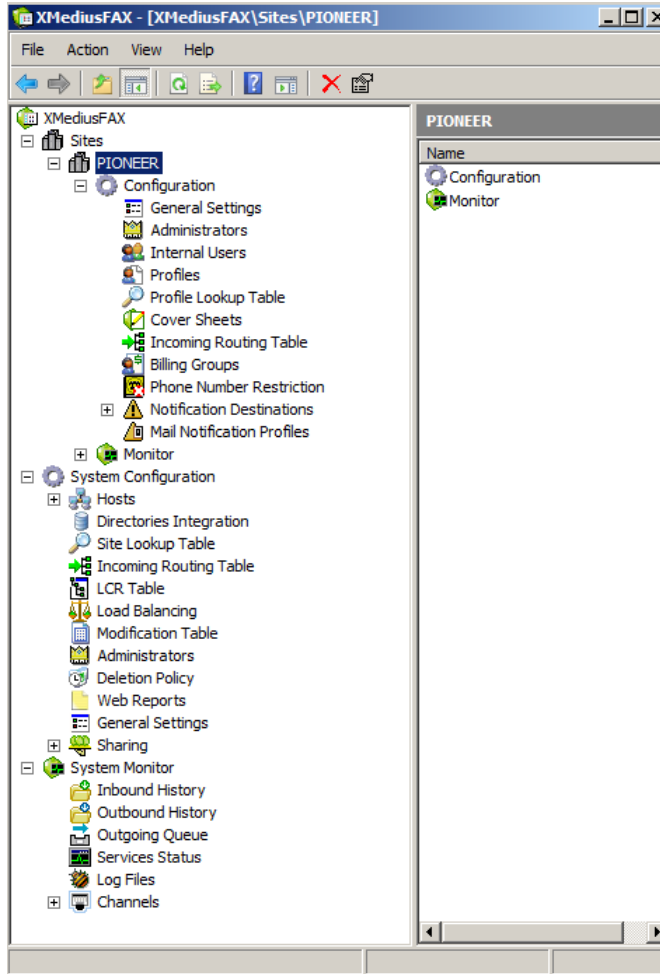 XMediusFAX - [XMediusFAX\Sites\PIONEER]
File Action View Help
XMediusFAX
Sites
PIONEER
Configuration
General Settings
Administrators
Internal Users
Profiles
Profile Lookup Table
Cover Sheets
Incoming Routing Table
Billing Groups
Phone Number Restriction
Notification Destinations
Mail Notification Profiles
Monitor
System Configuration
Hosts
Directories Integration
Site Lookup Table
Incoming Routing Table
LCR Table
Load Balancing
Modification Table
Administrators
Deletion Policy
Web Reports
General Settings
Sharing
System Monitor
Inbound History
Outbound History
Outgoing Queue
Services Status
Log Files
Channels
PIONEER
Name
Configuration
Monitor